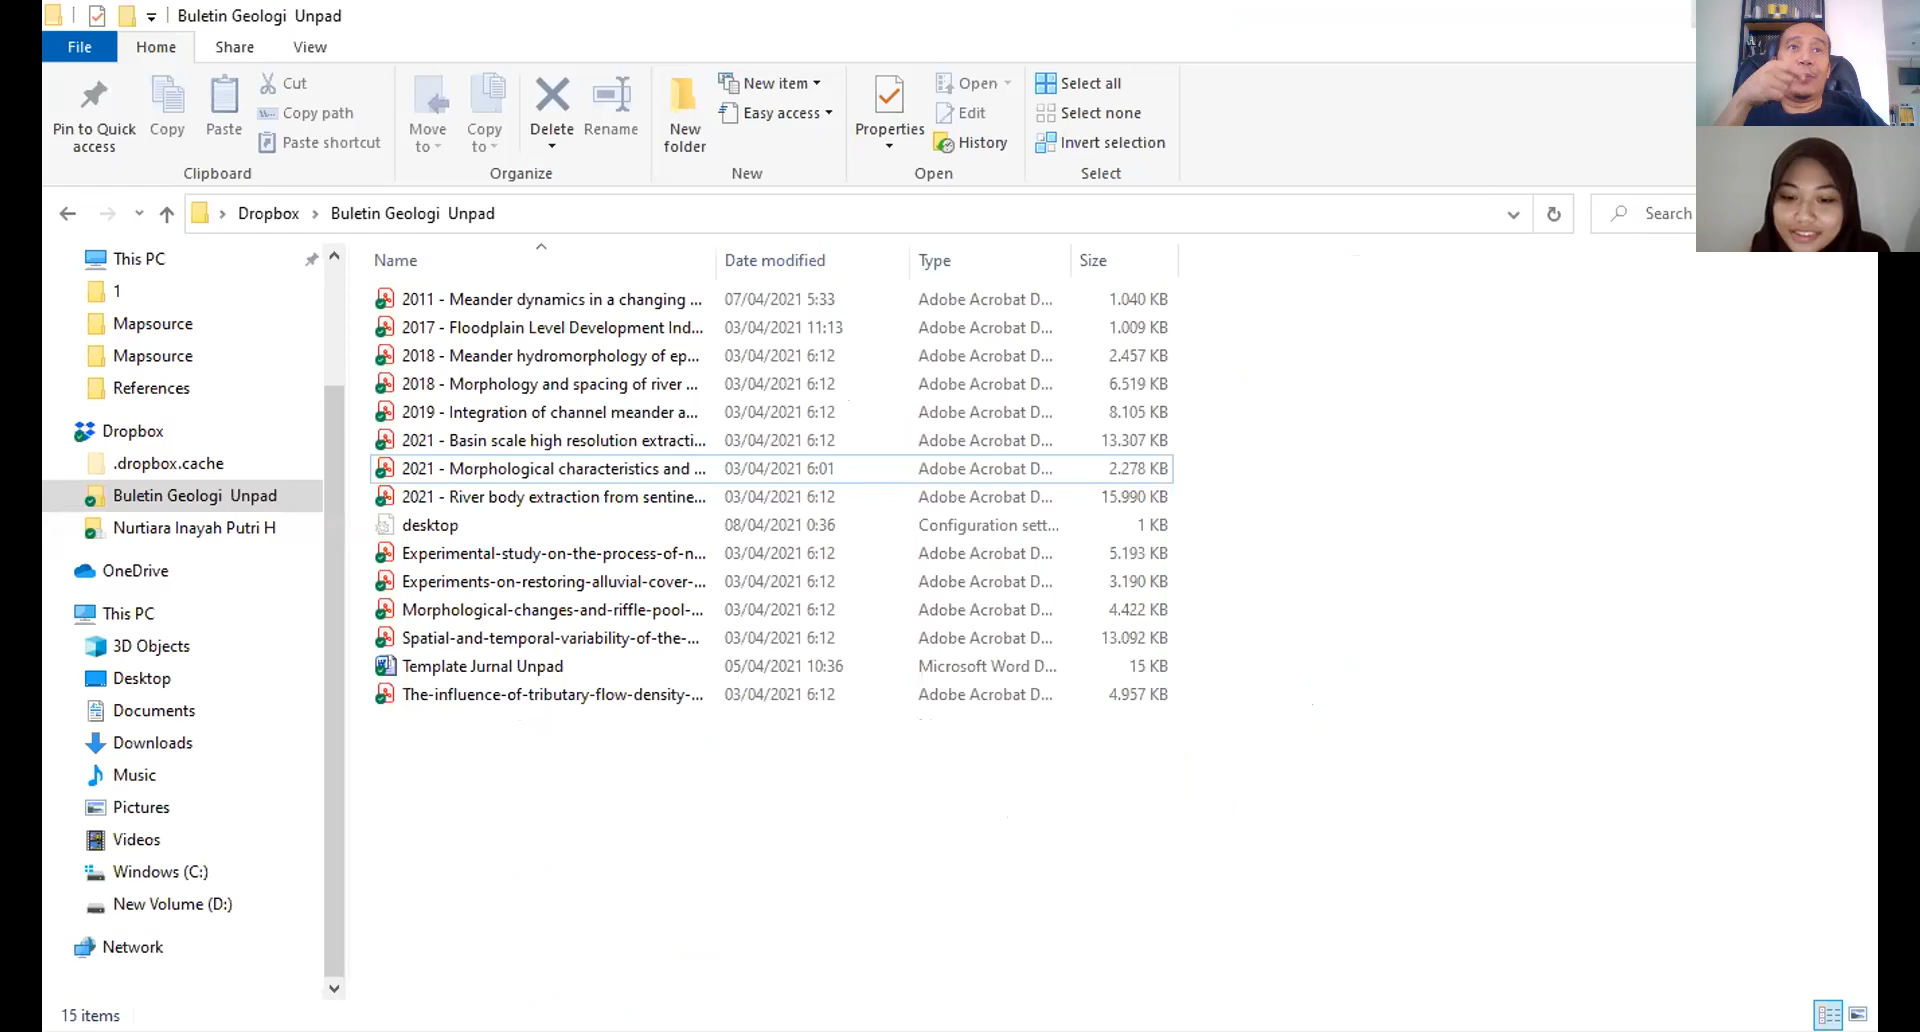 Buletin Geologi  Unpad
File Home Share View
Pin to Quick access
Copy
Paste
Cut
Copy path
Paste shortcut
Clipboard
Move to
Copy to
Delete
Rename
Organize
New folder
New item
Easy access
New
Properties
Open
Edit
History
Open
Select all
Select none
Invert selection
Select
Dropbox Buletin Geologi  Unpad
Search
This PC
1
Mapsource
Mapsource
References
Dropbox
.dropbox.cache
Buletin Geologi  Unpad
Nurtiara Inayah Putri H
OneDrive
This PC
3D Objects
Desktop
Documents
Downloads
Music
Pictures
Videos
Windows (C:)
New Volume (D:)
Network
Name Date modified Type Size
2011 - Meander dynamics in a changing ... 07/04/2021 5:33 Adobe Acrobat D... 1.040 KB
2017 - Floodplain Level Development Ind... 03/04/2021 11:13 Adobe Acrobat D... 1.009 KB
2018 - Meander hydromorphology of ep... 03/04/2021 6:12 Adobe Acrobat D... 2.457 KB
2018 - Morphology and spacing of river ... 03/04/2021 6:12 Adobe Acrobat D... 6.519 KB
2019 - Integration of channel meander a... 03/04/2021 6:12 Adobe Acrobat D... 8.105 KB
2021 - Basin scale high resolution extracti... 03/04/2021 6:12 Adobe Acrobat D... 13.307 KB
2021 - Morphological characteristics and ... 03/04/2021 6:01 Adobe Acrobat D... 2.278 KB
2021 - River body extraction from sentine... 03/04/2021 6:12 Adobe Acrobat D... 15.990 KB
desktop 08/04/2021 0:36 Configuration sett... 1 KB
Experimental-study-on-the-process-of-n... 03/04/2021 6:12 Adobe Acrobat D... 5.193 KB
Experiments-on-restoring-alluvial-cover-... 03/04/2021 6:12 Adobe Acrobat D... 3.190 KB
Morphological-changes-and-riffle-pool-... 03/04/2021 6:12 Adobe Acrobat D... 4.422 KB
Spatial-and-temporal-variability-of-the-... 03/04/2021 6:12 Adobe Acrobat D... 13.092 KB
Template Jurnal Unpad 05/04/2021 10:36 Microsoft Word D... 15 KB
The-influence-of-tributary-flow-density-... 03/04/2021 6:12 Adobe Acrobat D... 4.957 KB
15 items